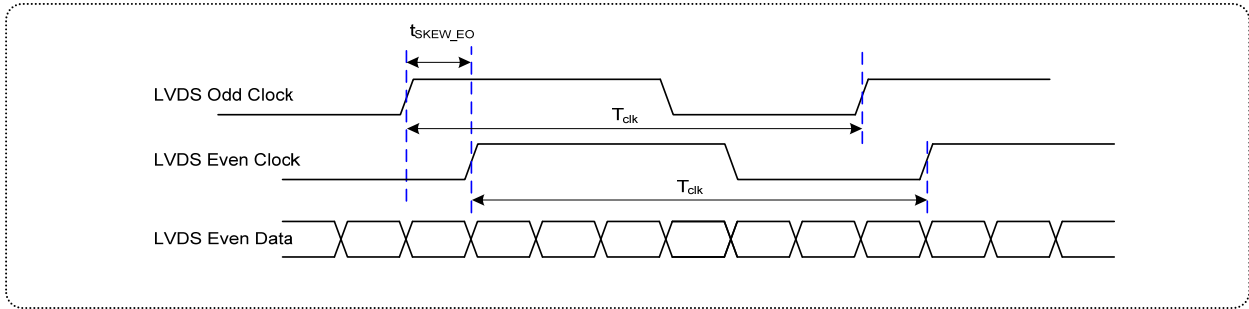 tSKEW_EO
LVDS Odd Clock
Tclk
LVDS Even Clock
Tclk
LVDS Even Data